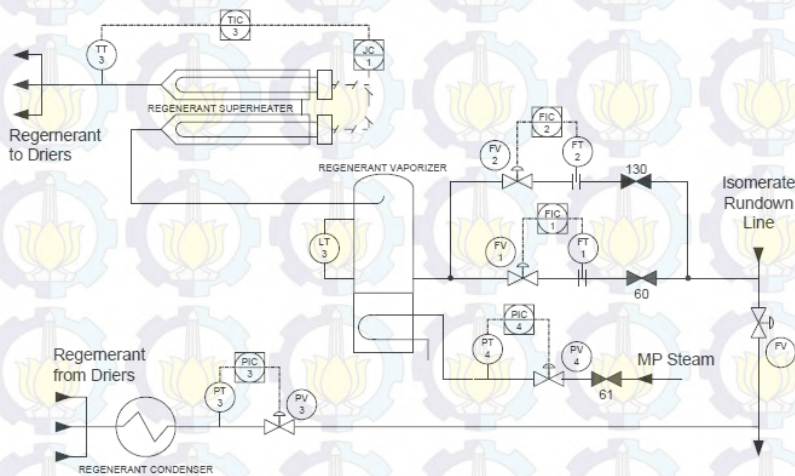 TIC
3
TT
3
JC
1
REGENERANT SUPERHEATER
Regemerant
to Driers
FIC
2
FV
2
FT
2
130
REGENERANT VAPORIZER
Isomerate
Rundown
Line
LT
3
FIC
1
FV
1
FT
1
60
PIC
4
PT
4
PV
4
MP Steam
61
FV
Regemerant
from Driers
PIC
3
PT
3
PV
3
REGENERANT CONDENSER